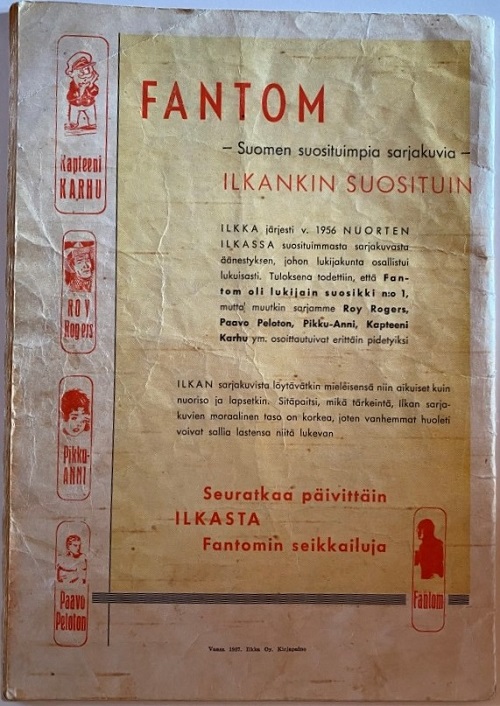 FANTOM
— Suomen suosituimpia sarjakuvia —
ILKANKIN SUOSITUIN
ILKKA järjesti v. 1956 NUORTEN
ILKASSA suosituimmasta sarjakuvasta
äänestyksen, johon lukijakunta osallistui
lukuisasti. Tuloksena todettiin, että Fan-
tom oli lukijain suosikki n:o 1,
mutta muutkin sarjamme Roy Rogers,
Paavo Peloton, Pikku-Anni, Kapteeni
Karhu ym. osoittautuivat erittäin pidetyiksi
ILKAN sarjakuvista löytävätkin mieleisensä niin aikuiset kuin
nuoriso ja lapsetkin. Sitäpaitsi, mikä tärkeintä, Ilkan sarja-
kuvien moraalinen taso on korkea, joten vanhemmat huoleti
voivat sallia lastensa niitä lukevan
Seuratkaa päivittäin
ILKASTA
Fantomin seikkailuja
Kapteeni
KARHU
ROY
Rogers
Pikku-
ANNI
Paavo
Peloton
Fantom
Vaasa 1957. Ilkka Oy. Kirjapaino